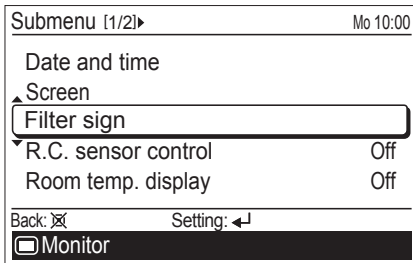 Submenu [1/2] Mo 10:00
Date and time
Screen
Filter sign
R.C. sensor control Off
Room temp. display Off
Back: Setting:
Monitor